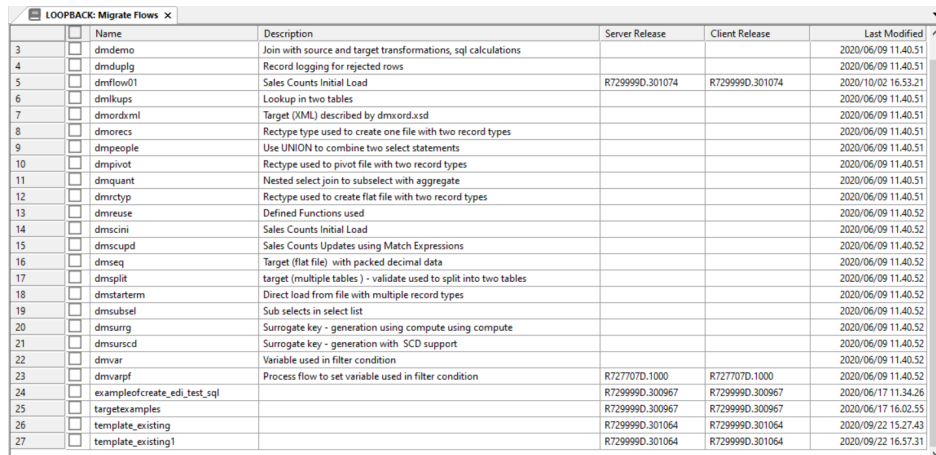 LOOPBACK: Migrate Flows X
Name Description Server Release Client Release Last Modified
3 dmdemo Join with source and target transformations, sql calculations 2020/06/09 11.40.51
4 dmduplg Record logging for rejected rows 2020/06/09 11.40.51
5 dmflow01 Sales Counts Initial Load R729999D.301074 R729999D.301074 2020/10/02 16.53.21
6 dmlkups Lookup in two tables 2020/06/09 11.40.51
7 dmordxml Target (XML) described by dmxord.xsd 2020/06/09 11.40.51
8 dmorecs Rectype type used to create one file with two record types 2020/06/09 11.40.51
9 dmpeople Use UNION to combine two select statements 2020/06/09 11.40.51
10 dmpivot Rectype used to pivot file with two record types 2020/06/09 11.40.51
11 dmquant Nested select join to subselect with aggregate 2020/06/09 11.40.51
12 dmrctyp Rectype used to create flat file with two record types 2020/06/09 11.40.51
13 dmreuse Defined Functions used 2020/06/09 11.40.52
14 dmscini Sales Counts Initial Load 2020/06/09 11.40.52
15 dmscupd Sales Counts Updates using Match Expressions 2020/06/09 11.40.52
16 dmseq Target (flat file) with packed decimal data 2020/06/09 11.40.52
17 dmsplit target (multiple tables ) - validate used to split into two tables 2020/06/09 11.40.52
18 dmstarterm Direct load from file with multiple record types 2020/06/09 11.40.52
19 dmsubsel Sub selects in select list 2020/06/09 11.40.52
20 dmsurrg Surrogate key - generation using compute using compute 2020/06/09 11.40.52
21 dmsurscd Surrogate key - generation with SCD support 2020/06/09 11.40.52
22 dmvar Variable used in filter condition 2020/06/09 11.40.52
23 dmvarpf Process flow to set variable used in filter condition R727707D.1000 R727707D.1000 2020/06/09 11.40.52
24 exampleofcreate_edi_test_sql R729999D.300967 R729999D.300967 2020/06/17 11.34.26
25 targetexamples R729999D.300967 R729999D.300967 2020/06/17 16.02.55
26 template_existing R729999D.301064 R729999D.301064 2020/09/22 15.27.43
27 template_existing1 R729999D.301064 R729999D.301064 2020/09/22 16.57.31